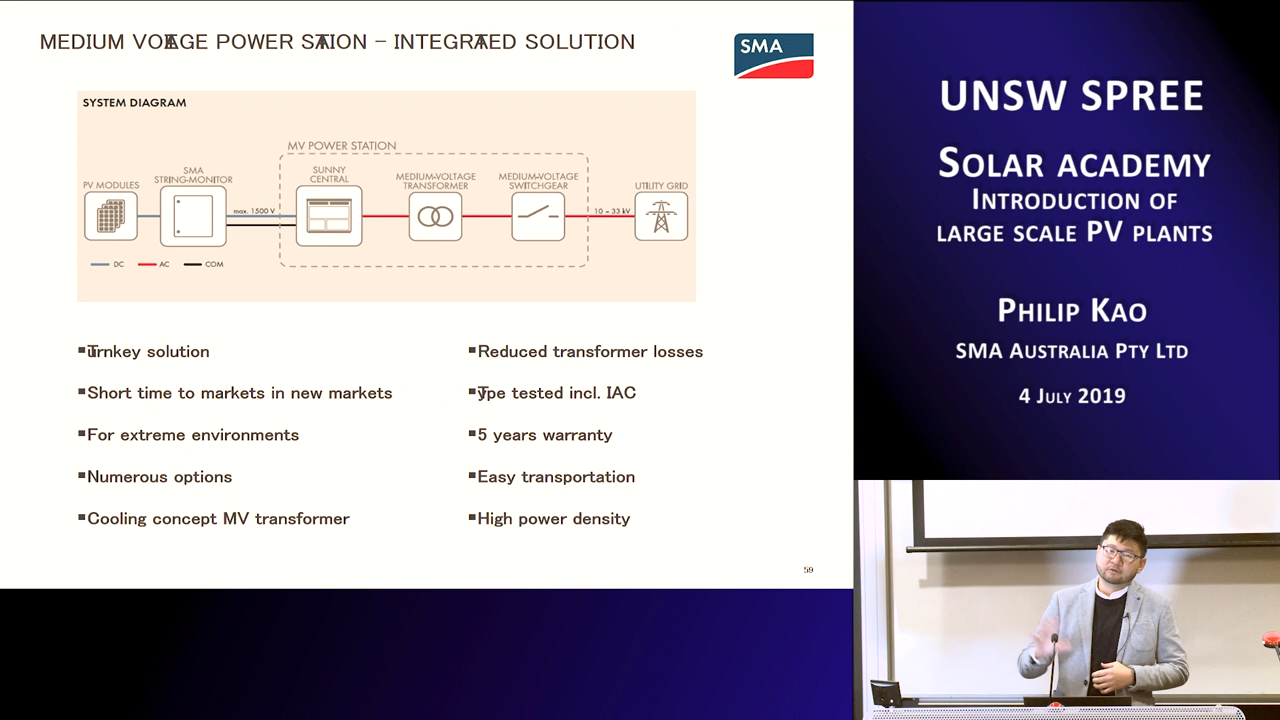 MEDIUM VOLTAGE POWER STATION – INTEGRATED SOLUTION
SMA
SYSTEM DIAGRAM
MV POWER STATION
PV MODULES
SMA
STRING-MONITOR
SUNNY
CENTRAL
MEDIUM-VOLTAGE
TRANSFORMER
MEDIUM-VOLTAGE
SWITCHGEAR
UTILITY GRID
max. 1500 V
10 – 33 kV
DC
AC
COM
Turnkey solution
Short time to markets in new markets
For extreme environments
Numerous options
Cooling concept MV transformer
Reduced transformer losses
Type tested incl. IAC
5 years warranty
Easy transportation
High power density
59
UNSW SPREE
SOLAR ACADEMY
INTRODUCTION OF
LARGE SCALE PV PLANTS
PHILIP KAO
SMA AUSTRALIA PTY LTD
4 JULY 2019